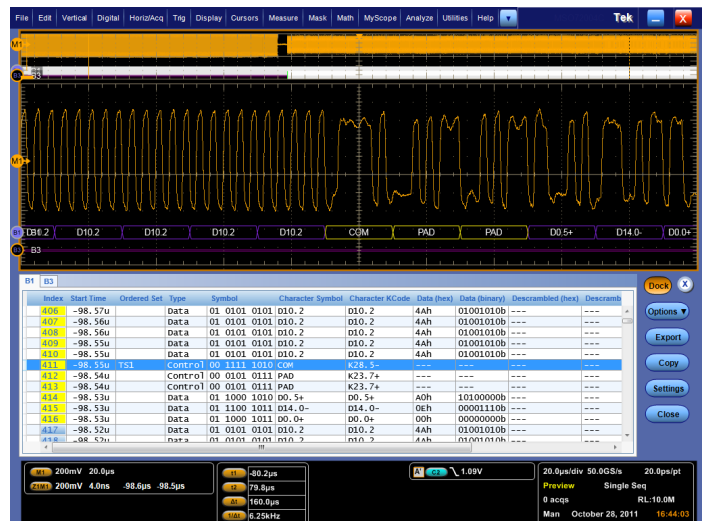 File Edit Vertical Digital Horiz/Acq Trig Display Cursors Measure Mask Math MyScope Analyze Utilities Help Tek X
M1
B3
M1
D10.2 D10.2 D10.2 D10.2 COM PAD PAD D0.5+ D14.0- D0.0+
B3 B3
B1 B3
Dock X
Index Start Time Ordered Set Type Symbol Character Symbol Character KCode Data (hex) Data (binary) Descrambled (hex) Descramb
406 -98.56u Data 01 0101 0101 D10.2 D10.2 4Ah 01001010b --- ---
407 -98.56u Data 01 0101 0101 D10.2 D10.2 4Ah 01001010b --- ---
408 -98.56u Data 01 0101 0101 D10.2 D10.2 4Ah 01001010b --- ---
409 -98.55u Data 01 0101 0101 D10.2 D10.2 4Ah 01001010b --- ---
410 -98.55u Data 01 0101 0101 D10.2 D10.2 4Ah 01001010b --- ---
411 -98.55u TS1 Control 00 1111 1010 COM K28.5- --- --- --- ---
412 -98.54u Control 00 0101 0111 PAD K23.7+ --- --- --- ---
413 -98.54u Control 00 0101 0111 PAD K23.7+ --- --- --- ---
414 -98.53u Data 01 1000 1010 D0.5+ D0.5+ A0h 10100000b --- ---
415 -98.53u Data 01 1100 1011 D14.0- D14.0- 0Eh 00001110b --- ---
416 -98.53u Data 01 1000 1011 D0.0+ D0.0+ 00h 00000000b --- ---
417 -98.52u Data 01 0101 0101 D10.2 D10.2 4Ah 01001010b --- ---
418 -98.52u Data 01 0101 0101 D10.2 D10.2 4Ah 01001010b --- ---
Options ▼
Export
Copy
Settings
Close
M1 200mV 20.0µs
Z1M1 200mV 4.0ns -98.6µs -98.5µs
t1 -80.2µs
t2 79.8µs
Δt 160.0µs
1/Δt 6.25kHz
A' C2 1.09V
20.0µs/div 50.0GS/s 20.0ps/pt
Preview Single Seq
0 acqs RL:10.0M
Man October 28, 2011 16:44:03